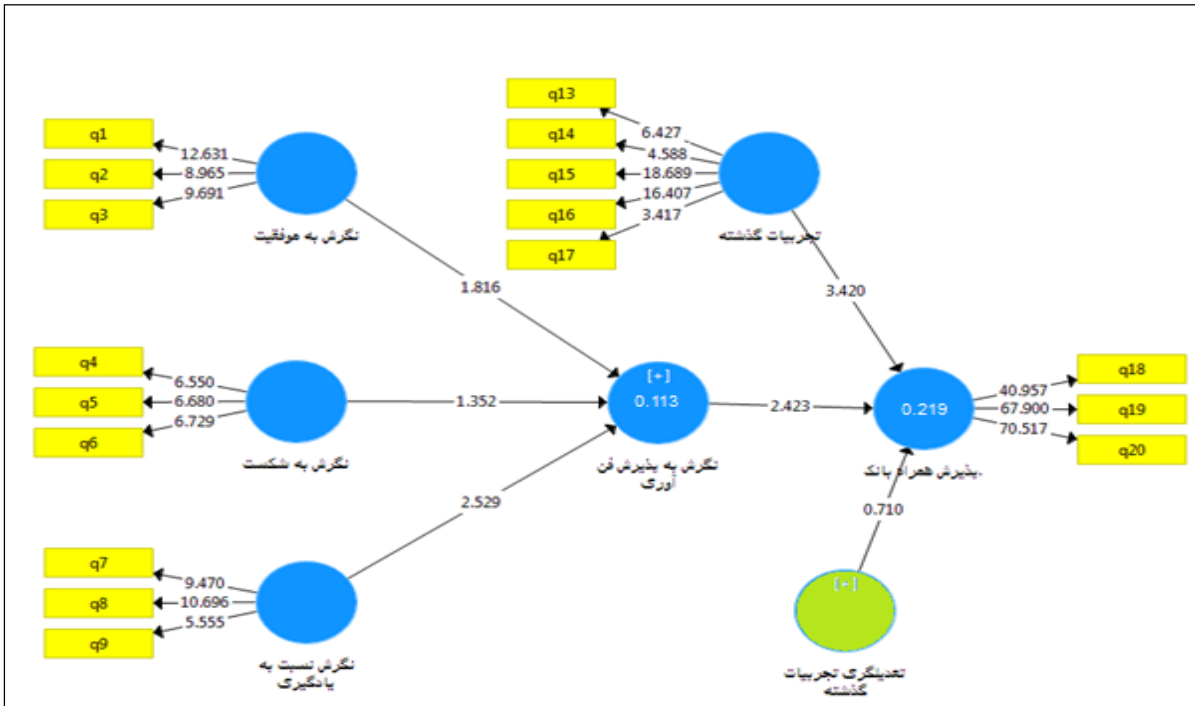 q1
q2
q3
12.631
8.965
9.691
نگرش به موفقیت
q13
q14
q15
q16
q17
6.427
4.588
18.689
16.407
3.417
تجربیات گذشته
1.816
3.420
q4
q5
q6
6.550
6.680
6.729
نگرش به شکست
1.352
[+]
0.113
نگرش به پذیرش فن
آوری
2.423
0.219
پذیرش همراه بانک.
40.957
67.900
70.517
q18
q19
q20
2.529
0.710
q7
q8
q9
9.470
10.696
5.555
نگرش نسبت به
یادگیری
[+]
تعدیلگری تجربیات
گذشته